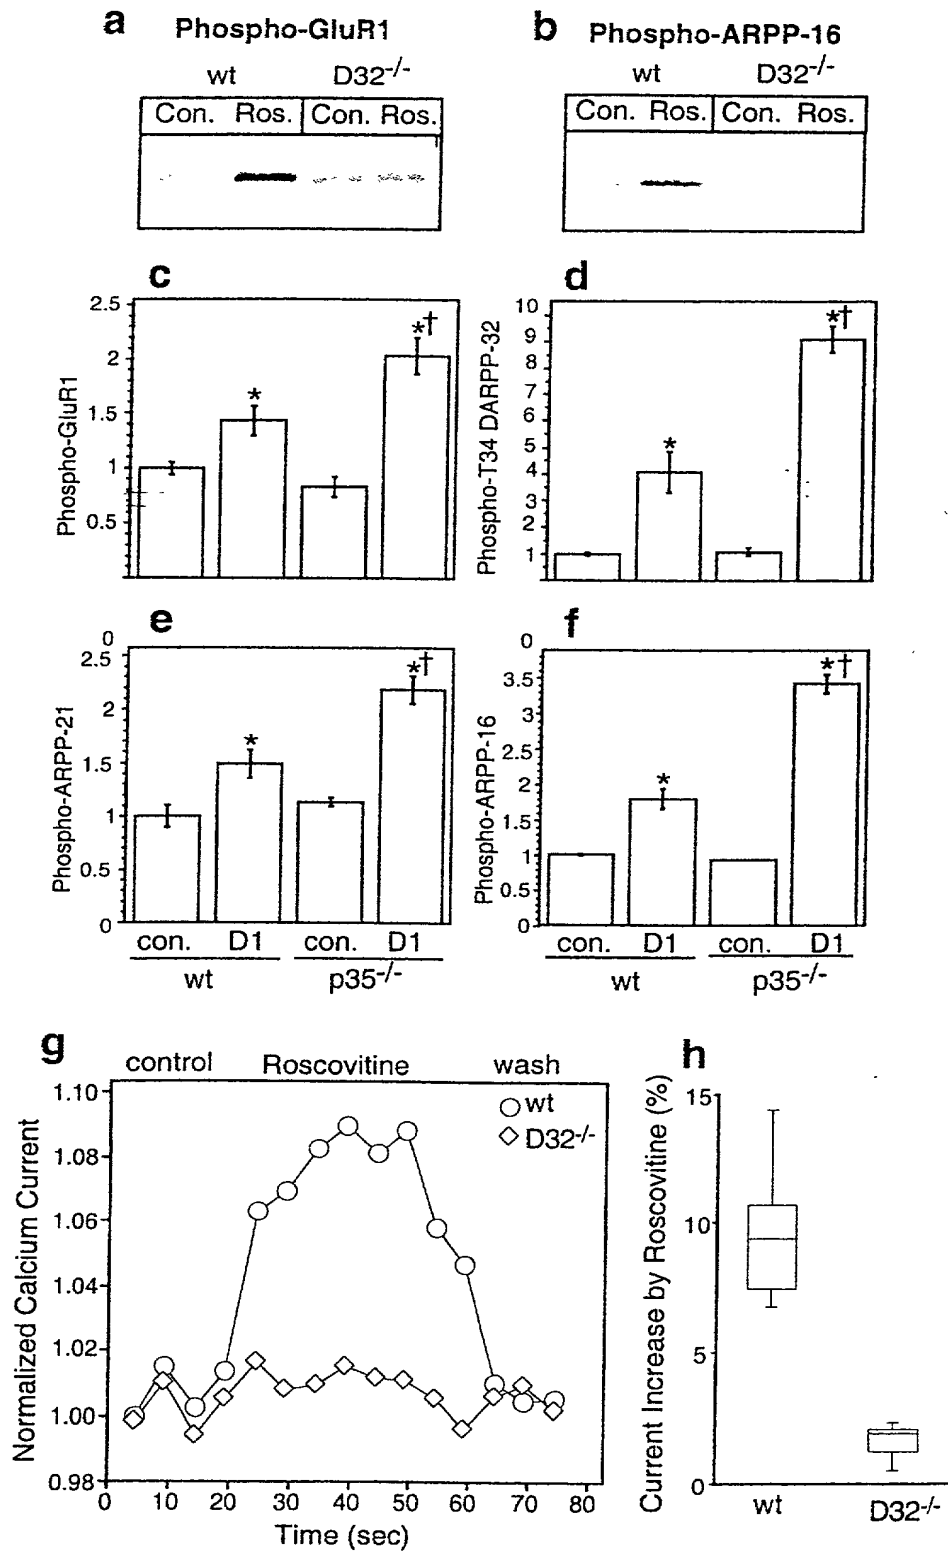 a Phospho-GluR1
wt D32-/-
Con. Ros. Con. Ros.
b Phospho-ARPP-16
wt D32-/-
Con. Ros. Con. Ros.
c
Phospho-GluR1
2.5
2
1.5
1
0.5
0
*
*†
d
Phospho-T34 DARPP-32
10
9
8
7
6
5
4
3
2
1
0
*
*†
e
Phospho-ARPP-21
2.5
2
1.5
1
0.5
0
*
*†
con. D1 con. D1
wt p35-/-
f
Phospho-ARPP-16
3.5
3
2.5
2
1.5
1
0.5
0
*
*†
con. D1 con. D1
wt p35-/-
g
control Roscovitine wash
Normalized Calcium Current
1.10
1.08
1.06
1.04
1.02
1.00
0.98
wt
D32-/-
0 10 20 30 40 50 60 70 80
Time (sec)
h
Current Increase by Roscovitine (%)
15
10
5
0
wt D32-/-